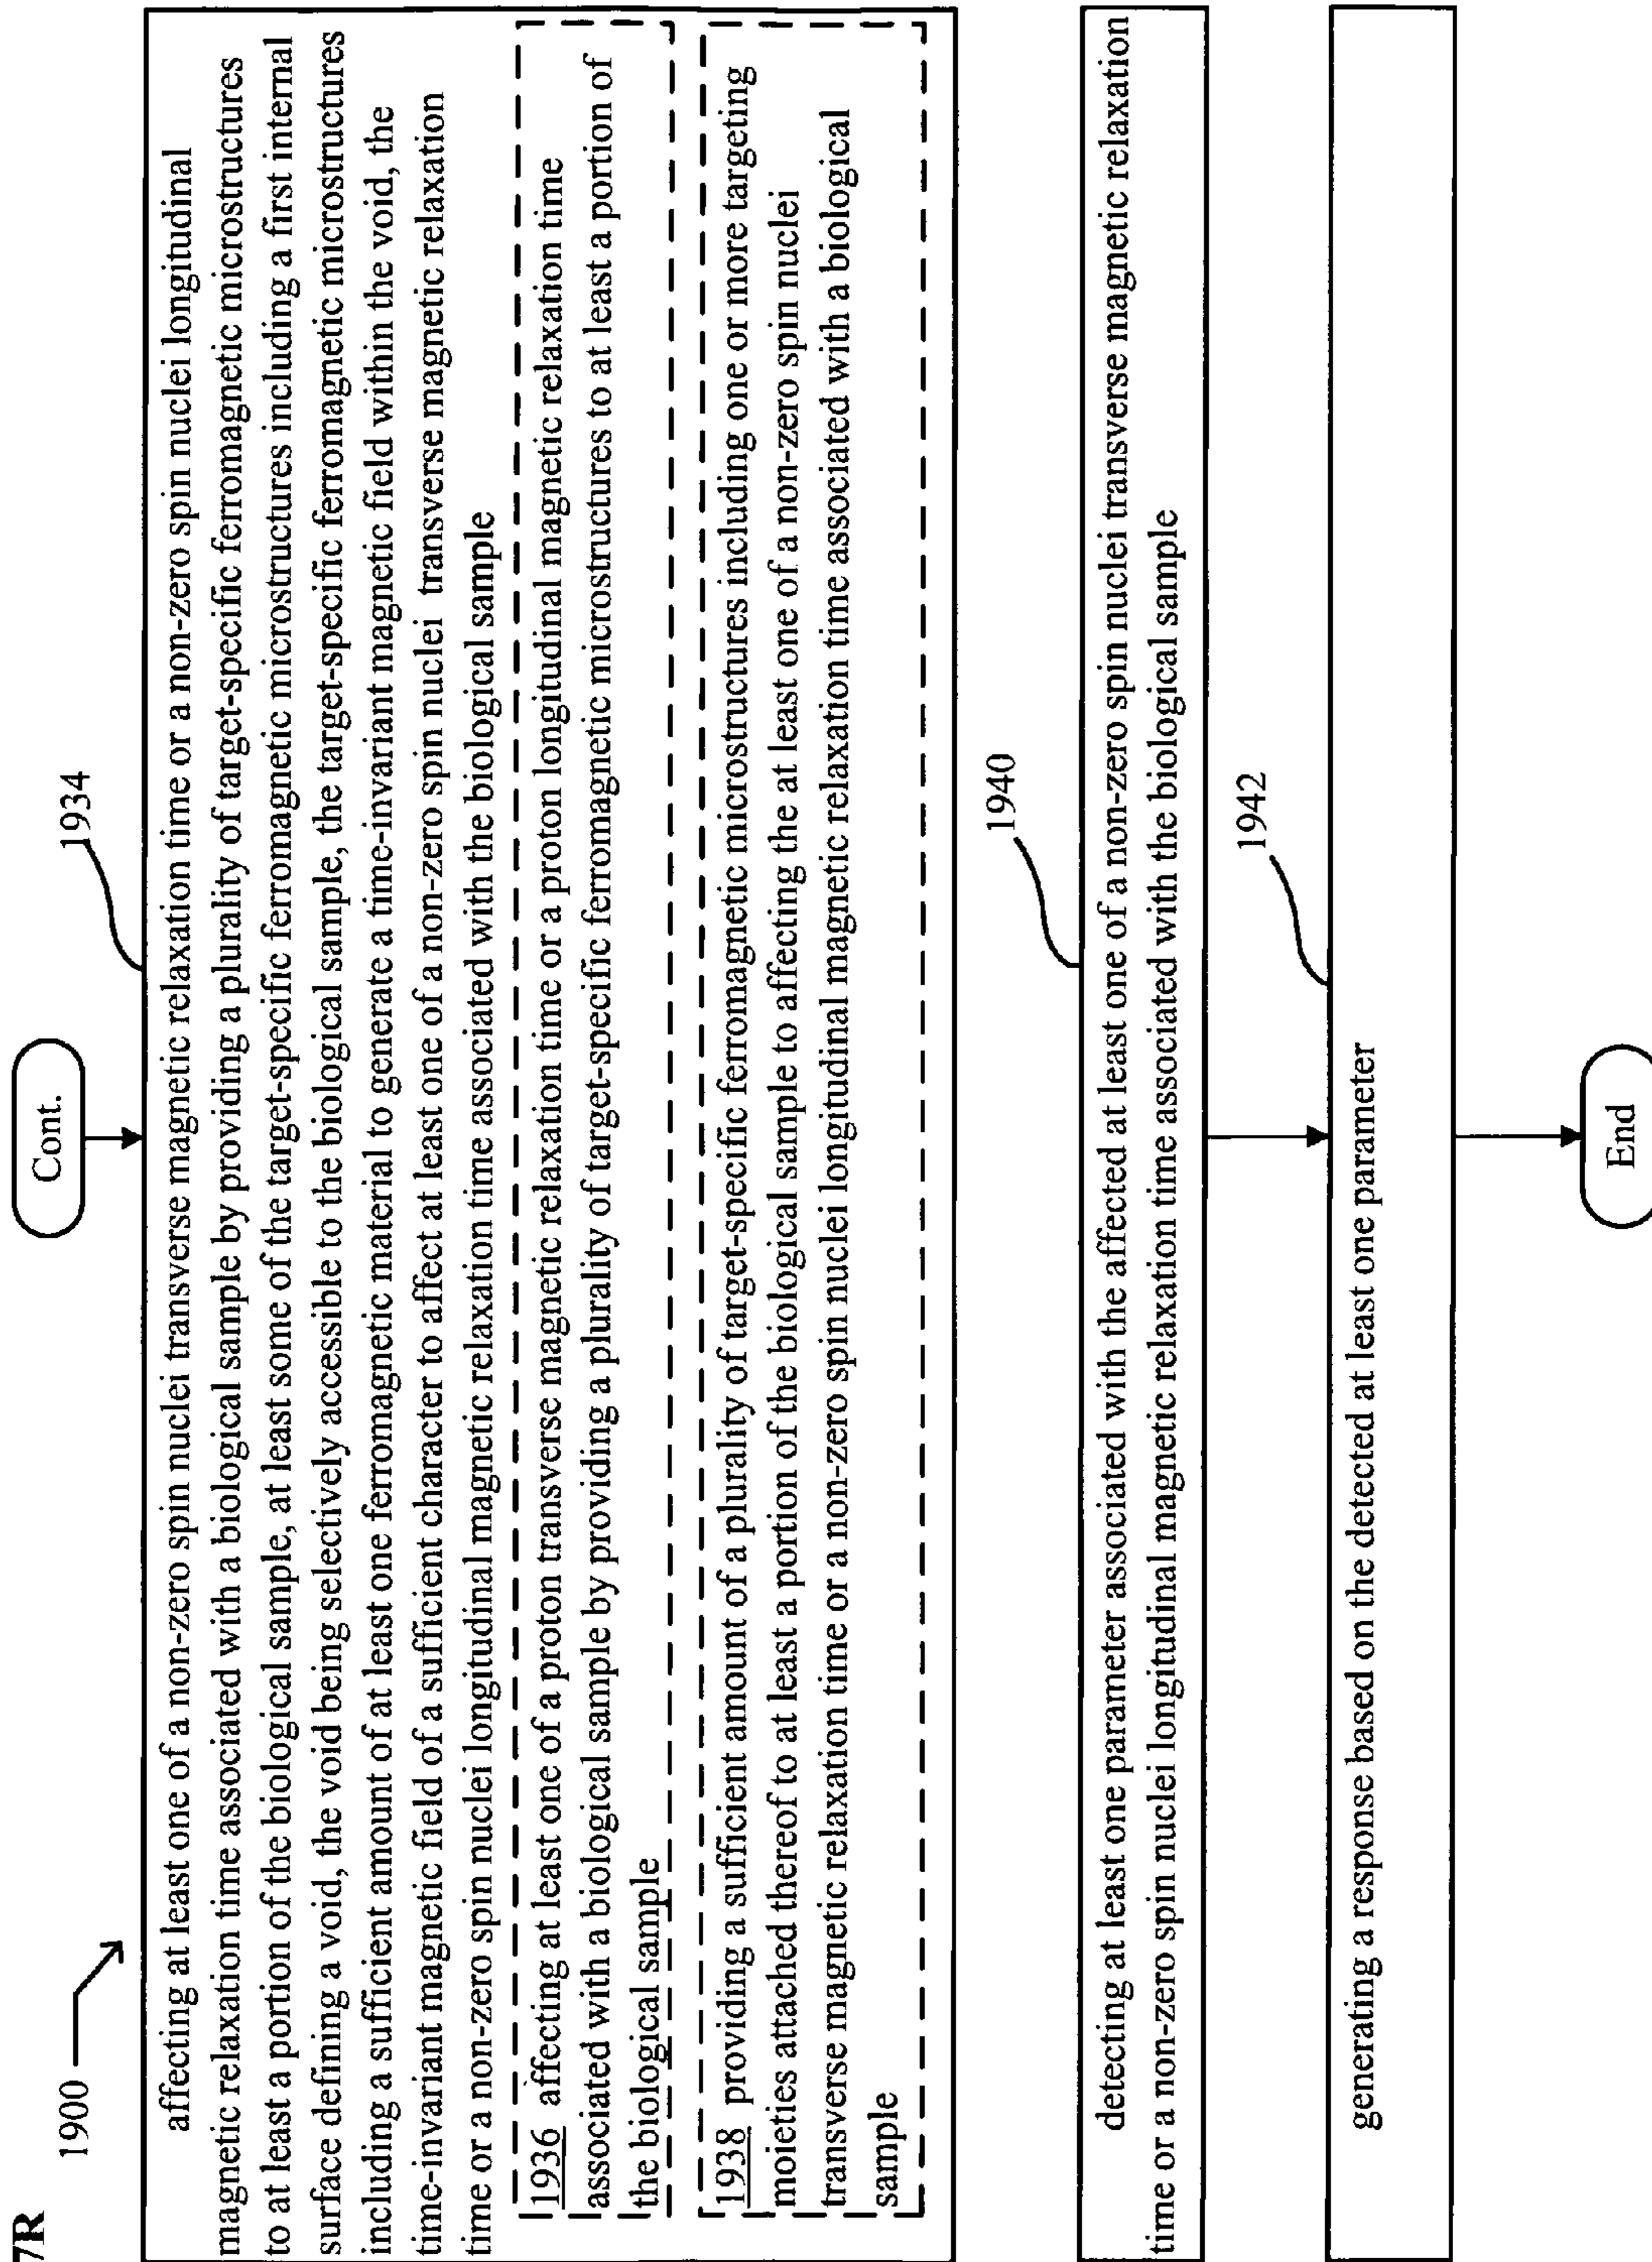 7R
1900
Cont.
1934
affecting at least one of a non-zero spin nuclei transverse magnetic relaxation time or a non-zero spin nuclei longitudinal
magnetic relaxation time associated with a biological sample by providing a plurality of target-specific ferromagnetic microstructures
to at least a portion of the biological sample, at least some of the target-specific ferromagnetic microstructures including a first internal
surface defining a void, the void being selectively accessible to the biological sample, the target-specific ferromagnetic microstructures
including a sufficient amount of at least one ferromagnetic material to generate a time-invariant magnetic field within the void, the
time-invariant magnetic field of a sufficient character to affect at least one of a non-zero spin nuclei transverse magnetic relaxation
time or a non-zero spin nuclei longitudinal magnetic relaxation time associated with the biological sample
1936 affecting at least one of a proton transverse magnetic relaxation time or a proton longitudinal magnetic relaxation time
associated with a biological sample by providing a plurality of target-specific ferromagnetic microstructures to at least a portion of
the biological sample
1938 providing a sufficient amount of a plurality of target-specific ferromagnetic microstructures including one or more targeting
moieties attached thereof to at least a portion of the biological sample to affecting the at least one of a non-zero spin nuclei
transverse magnetic relaxation time or a non-zero spin nuclei longitudinal magnetic relaxation time associated with a biological
sample
1940
detecting at least one parameter associated with the affected at least one of a non-zero spin nuclei transverse magnetic relaxation
time or a non-zero spin nuclei longitudinal magnetic relaxation time associated with the biological sample
1942
generating a response based on the detected at least one parameter
End